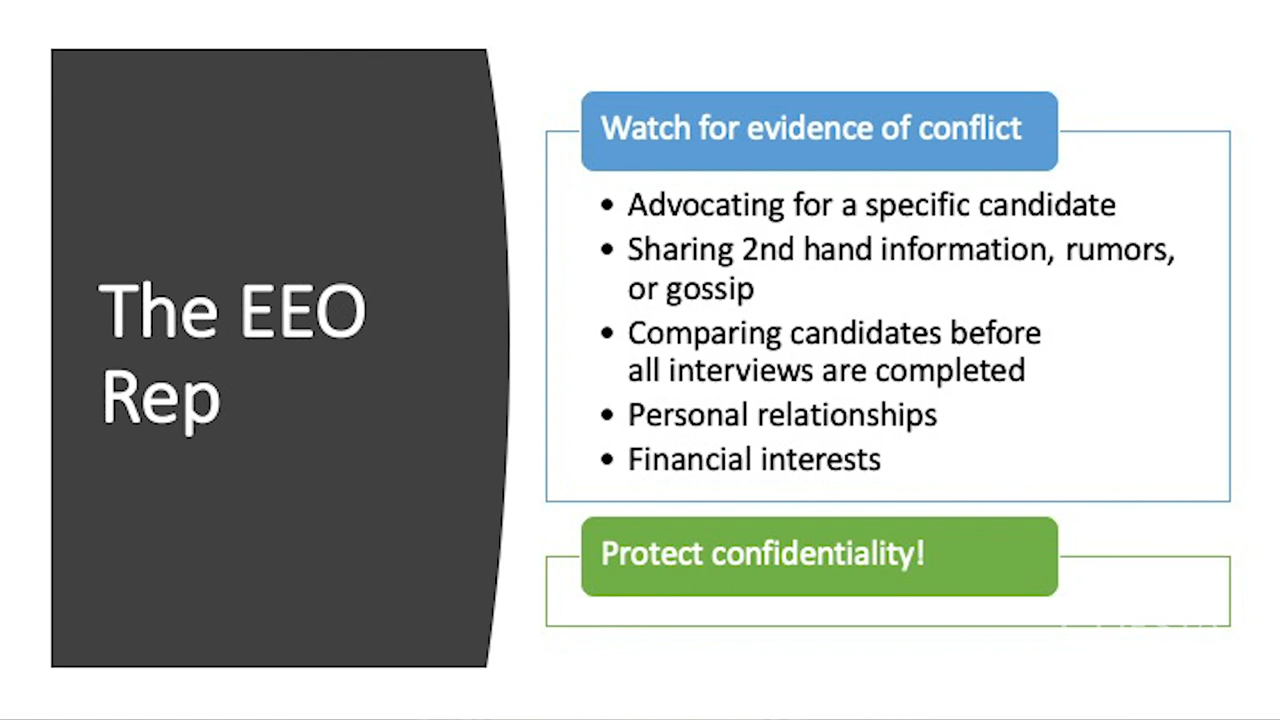 The EEO
Rep
Watch for evidence of conflict
• Advocating for a specific candidate
• Sharing 2nd hand information, rumors,
or gossip
• Comparing candidates before
all interviews are completed
• Personal relationships
• Financial interests
Protect confidentiality!